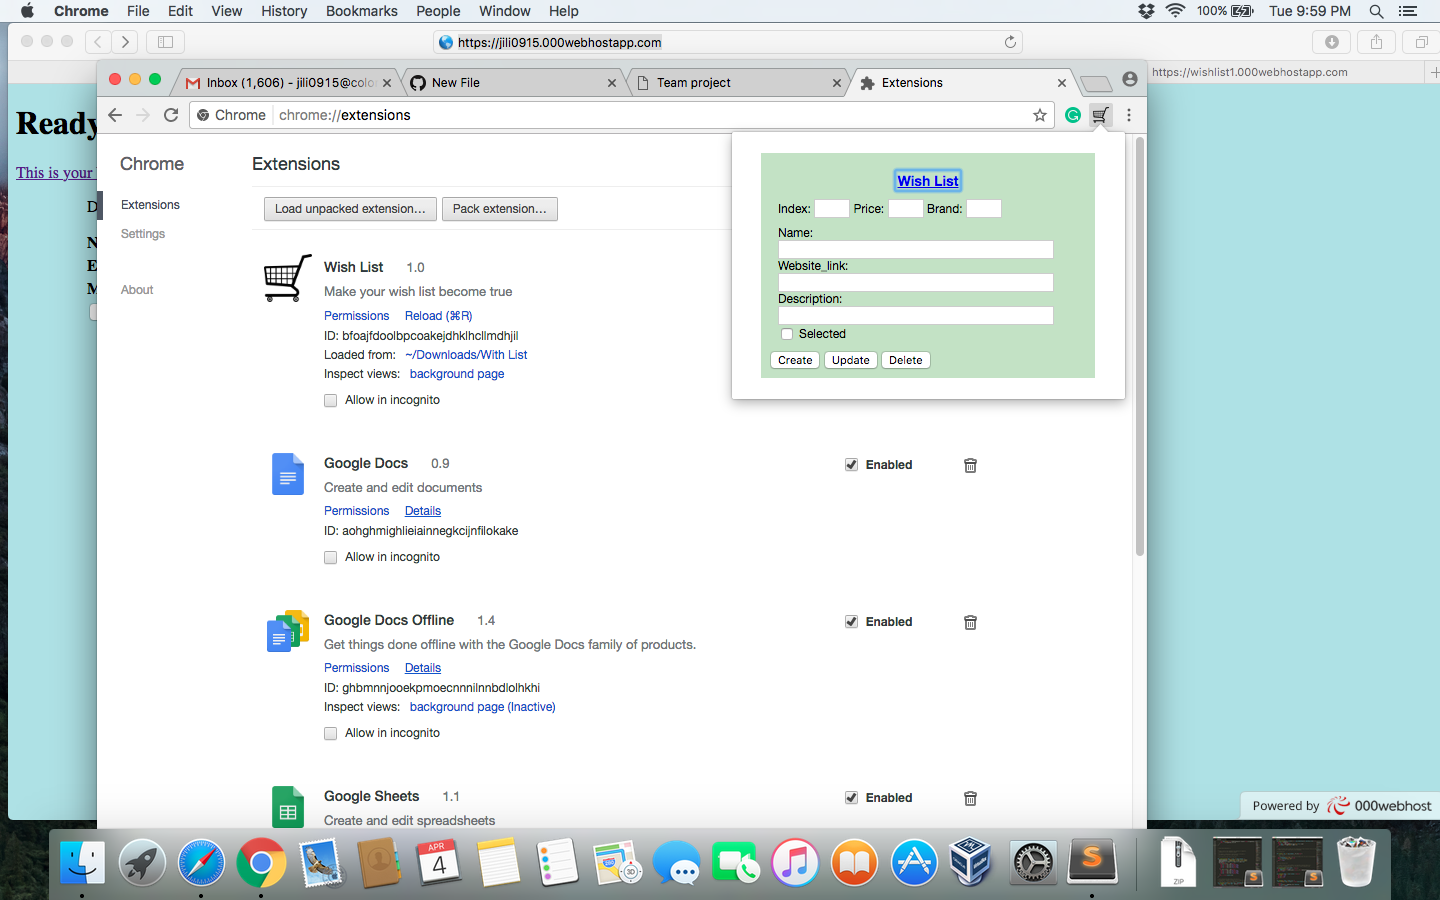 Chrome File Edit View History Bookmarks People Window Help 100% Tue 9:59 PM
https://jili0915.000webhostapp.com
https://wishlist1.000webhostapp.com
Inbox (1,606) - jili0915@colo
New File
Team project
Extensions
Chrome chrome://extensions
Ready
This is your
D
N
E
M
Chrome
Extensions
Settings
About
Extensions
Load unpacked extension...
Pack extension...
Wish List 1.0
Make your wish list become true
Permissions Reload (⌘R)
ID: bfoajfdoolbpcoakejdhklhcllmdhjil
Loaded from: ~/Downloads/With List
Inspect views: background page
Allow in incognito
Wish List
Index: Price: Brand:
Name:
Website_link:
Description:
Selected
Create Update Delete
Google Docs 0.9
Enabled
Create and edit documents
Permissions Details
ID: aohghmighlieiainnegkcijnfilokake
Allow in incognito
Google Docs Offline 1.4
Enabled
Get things done offline with the Google Docs family of products.
Permissions Details
ID: ghbmnnjooekpmoecnnnilnnbdlolhkhi
Inspect views: background page (Inactive)
Allow in incognito
Google Sheets 1.1
Enabled
Create and edit spreadsheets
Powered by 000webhost
APR
4
ZIP